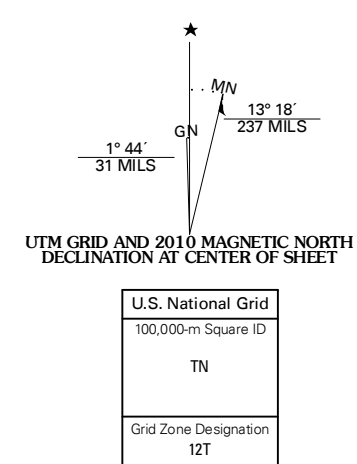 MN
13° 18´
237 MILS
GN
1° 44´
31 MILS
UTM GRID AND 2010 MAGNETIC NORTH
DECLINATION AT CENTER OF SHEET
U.S. National Grid
100,000-m Square ID
TN
Grid Zone Designation
12T